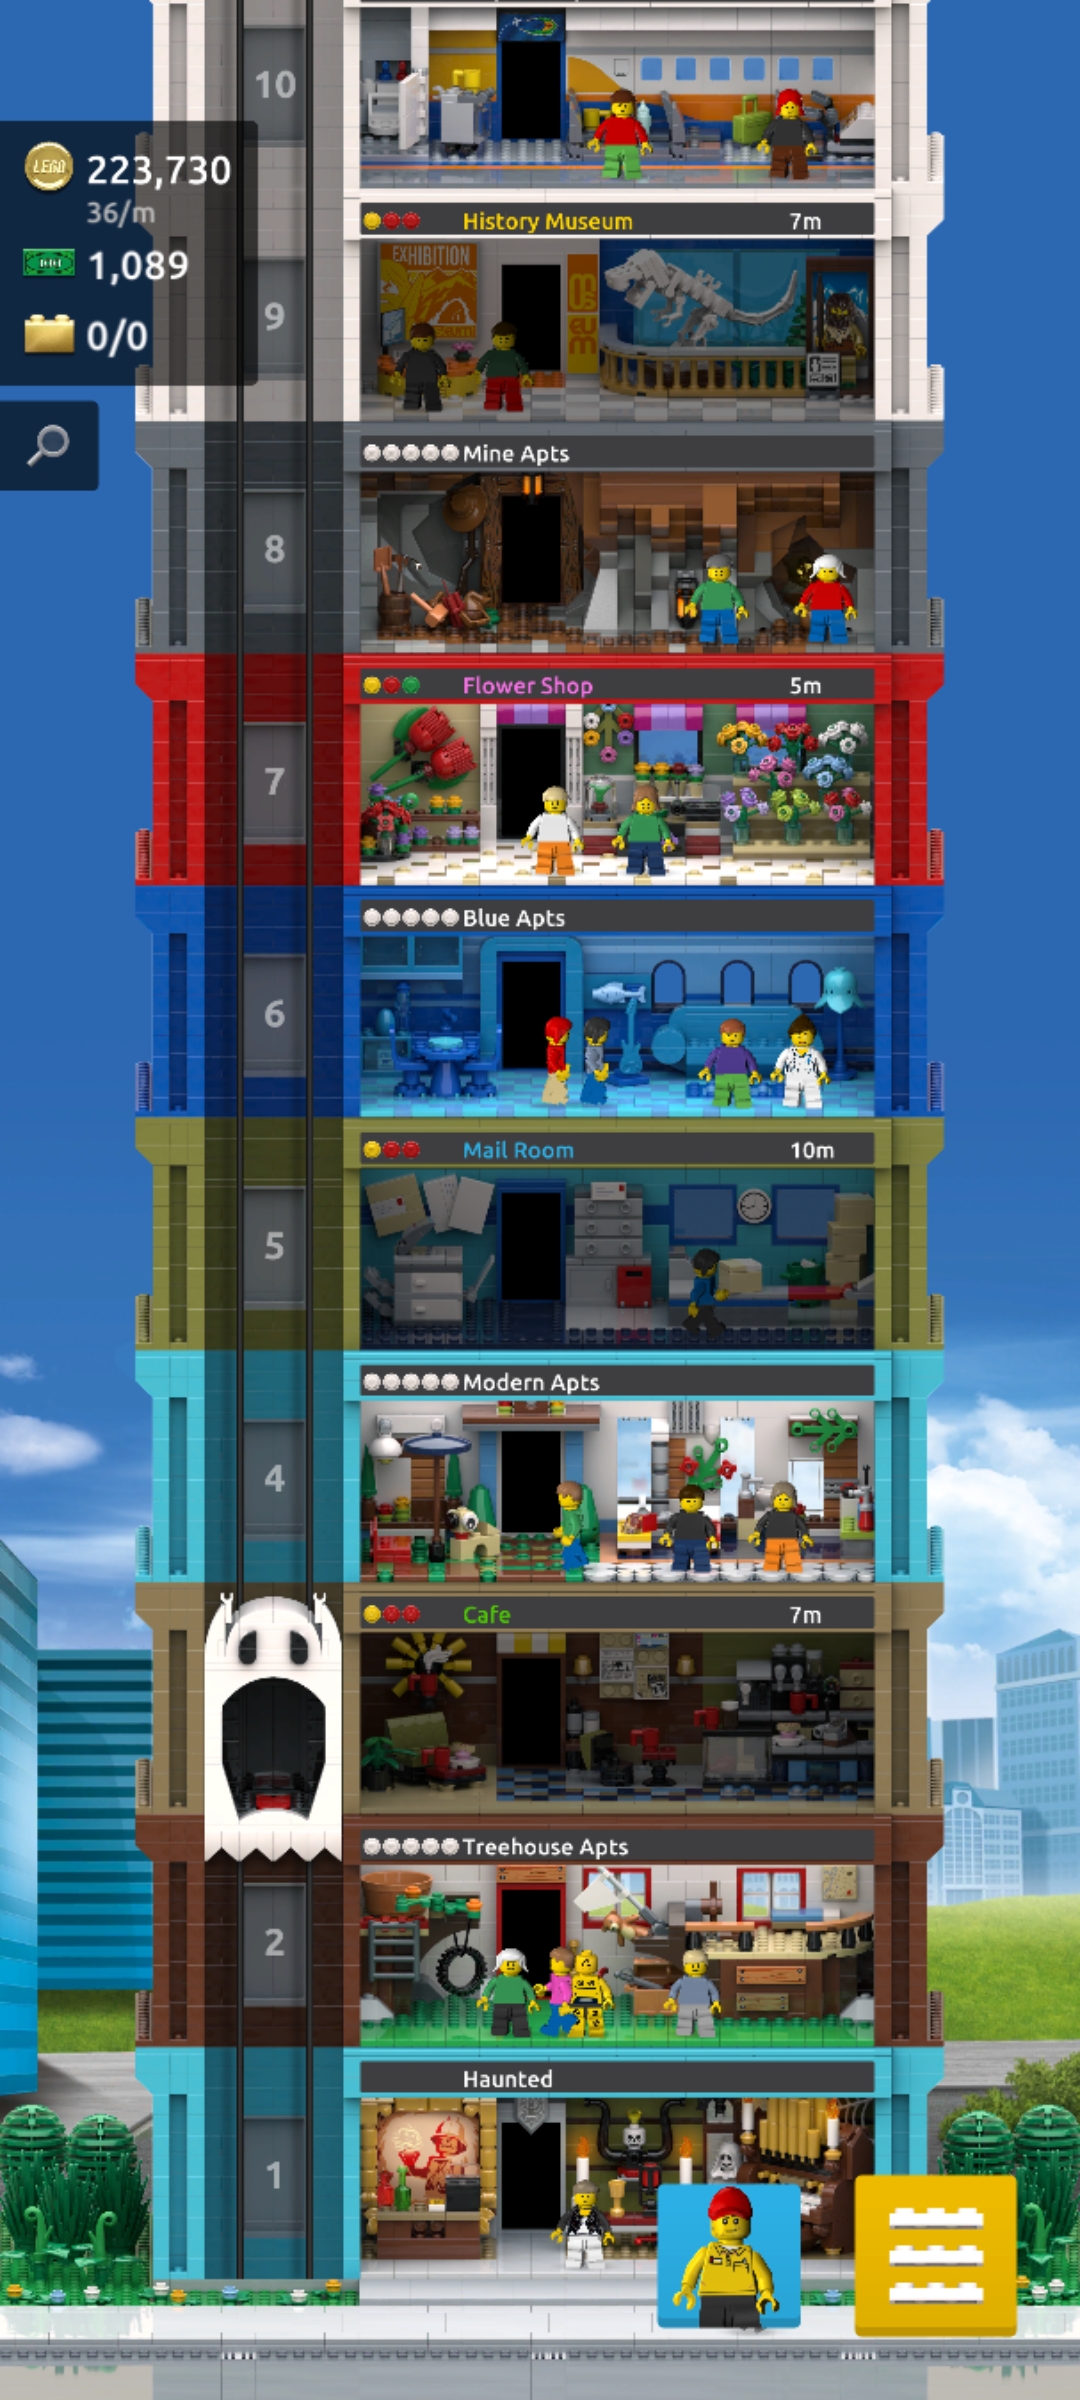 10
LEGO
223,730
36/m
1,089
0/0
History Museum 7m
EXHIBITION
MUSEUM
9
Mine Apts
8
Flower Shop 5m
7
Blue Apts
6
Mail Room 10m
5
Modern Apts
4
Cafe 7m
Treehouse Apts
2
Haunted
1